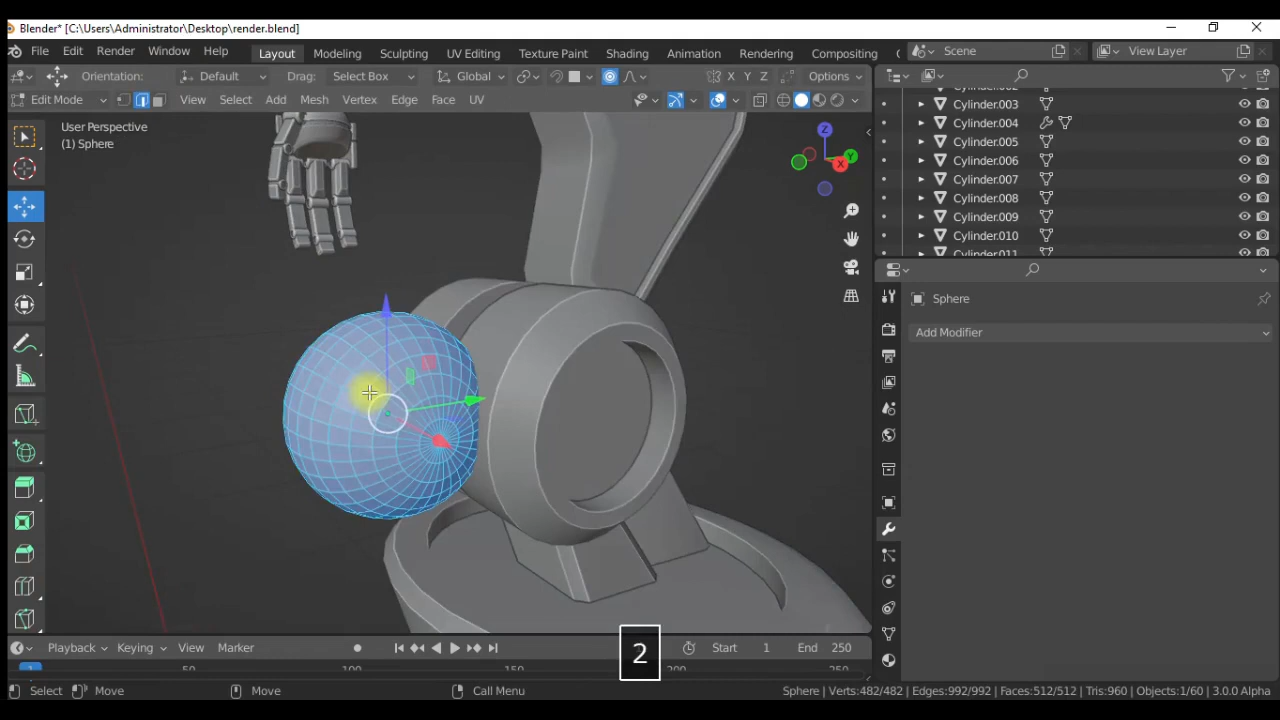 Blender* [C:\Users\Administrator\Desktop\render.blend]
File Edit Render Window Help Layout Modeling Sculpting UV Editing Texture Paint Shading Animation Rendering Compositing Scene View Layer
Orientation: Default Drag: Select Box Global X Y Z Options
Edit Mode View Select Add Mesh Vertex Edge Face UV
User Perspective
(1) Sphere
Z
Y
X
Cylinder.003
Cylinder.004
Cylinder.005
Cylinder.006
Cylinder.007
Cylinder.008
Cylinder.009
Cylinder.010
Cylinder.011
Sphere
Add Modifier
Playback Keying View Marker Start 1 End 250
1 50 100 150 200 250
2
Select Move Move Call Menu Sphere | Verts:482/482 | Edges:992/992 | Faces:512/512 | Tris:960 | Objects:1/60 | 3.0.0 Alpha